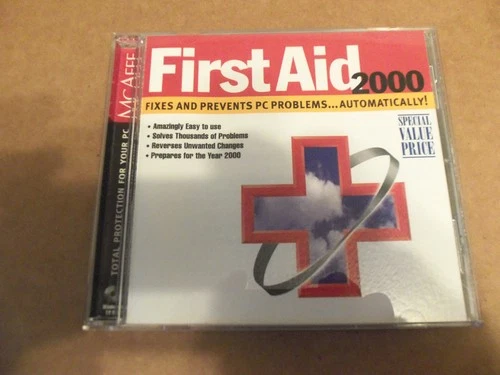 McAFEE
TOTAL PROTECTION FOR YOUR PC
First Aid
2000
FIXES AND PREVENTS PC PROBLEMS...AUTOMATICALLY!
• Amazingly Easy to use
• Solves Thousands of Problems
• Reverses Unwanted Changes
• Prepares for the Year 2000
SPECIAL
VALUE
PRICE